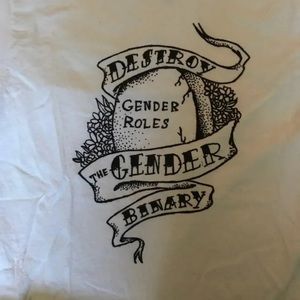 DESTROY
GENDER
ROLES
THE GENDER
BINARY